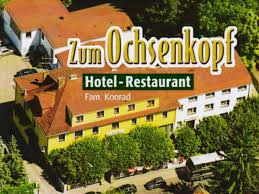 Zum Ochsenkopf
Hotel - Restaurant
Fam. Konrad